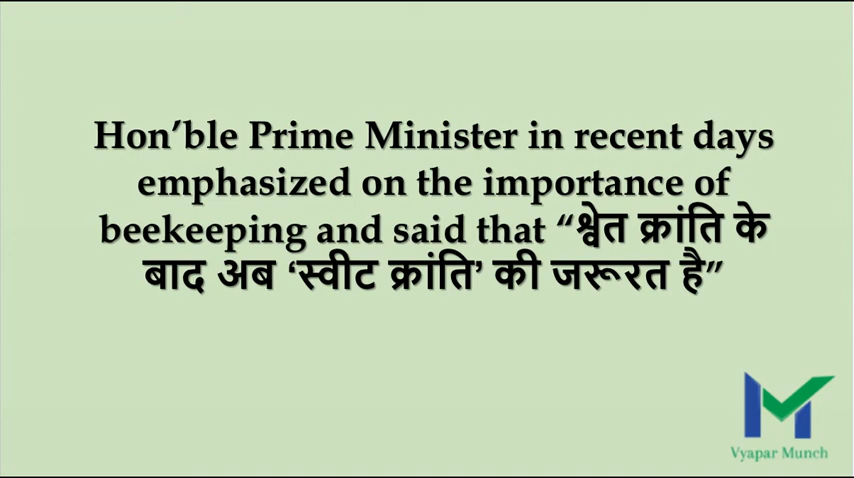 Hon’ble Prime Minister in recent days
emphasized on the importance of
beekeeping and said that “श्वेत क्रांति के
बाद अब ‘स्वीट क्रांति’ की जरूरत है”
Vyapar Munch